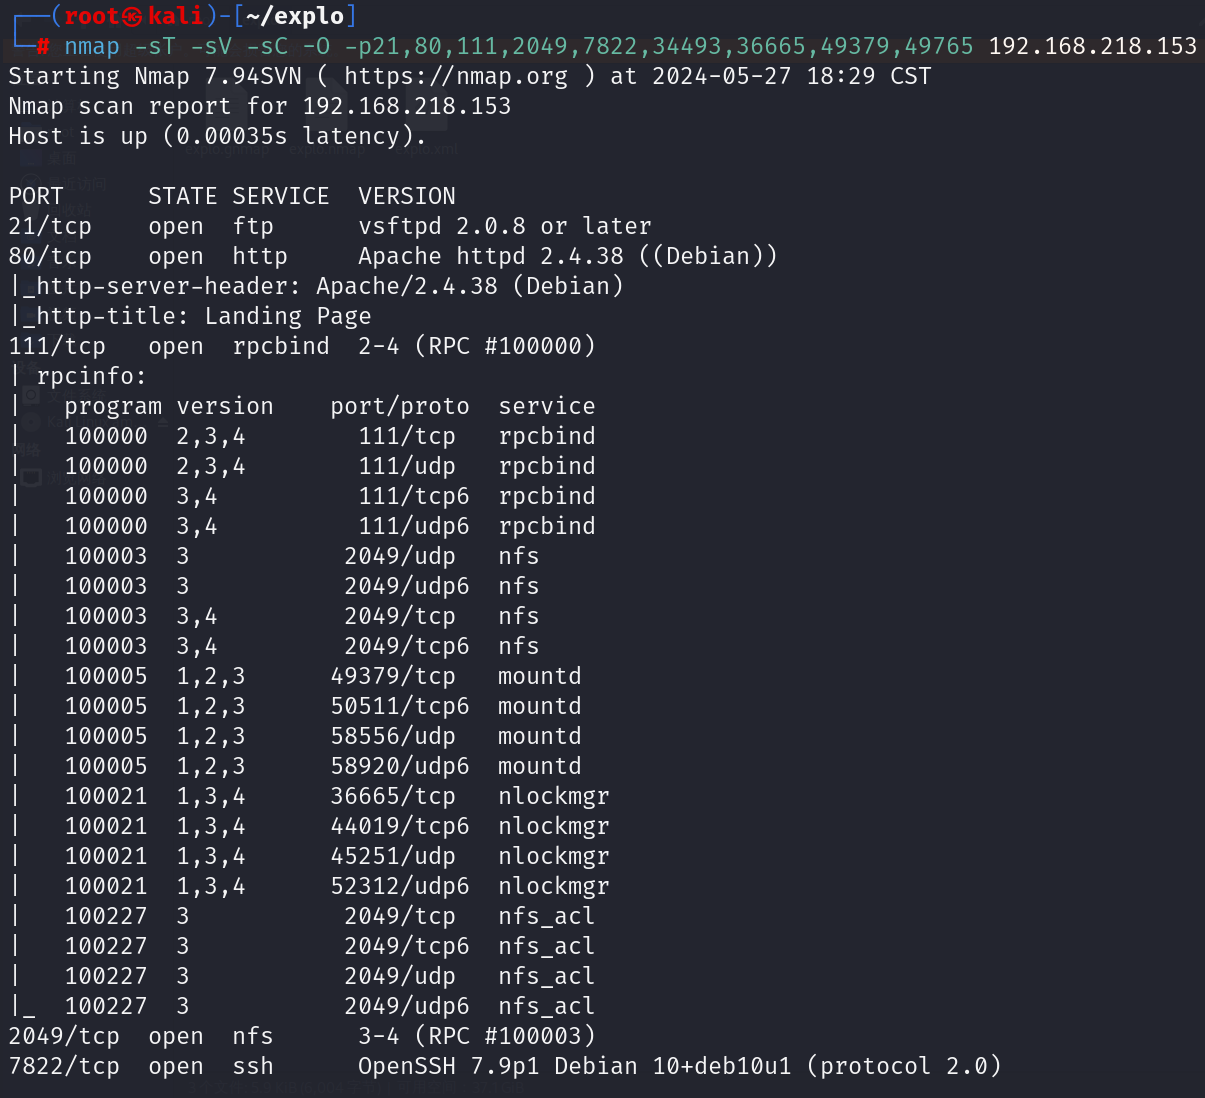 ┌──(root㉿kali)-[~/explo]
└─# nmap -sT -sV -sC -O -p21,80,111,2049,7822,34493,36665,49379,49765 192.168.218.153
Starting Nmap 7.94SVN ( https://nmap.org ) at 2024-05-27 18:29 CST
Nmap scan report for 192.168.218.153
Host is up (0.00035s latency).

PORT      STATE SERVICE  VERSION
21/tcp    open  ftp      vsftpd 2.0.8 or later
80/tcp    open  http     Apache httpd 2.4.38 ((Debian))
|_http-server-header: Apache/2.4.38 (Debian)
|_http-title: Landing Page
111/tcp   open  rpcbind  2-4 (RPC #100000)
| rpcinfo:
|   program version    port/proto  service
|   100000  2,3,4        111/tcp   rpcbind
|   100000  2,3,4        111/udp   rpcbind
|   100000  3,4          111/tcp6  rpcbind
|   100000  3,4          111/udp6  rpcbind
|   100003  3           2049/udp   nfs
|   100003  3           2049/udp6  nfs
|   100003  3,4         2049/tcp   nfs
|   100003  3,4         2049/tcp6  nfs
|   100005  1,2,3      49379/tcp   mountd
|   100005  1,2,3      50511/tcp6  mountd
|   100005  1,2,3      58556/udp   mountd
|   100005  1,2,3      58920/udp6  mountd
|   100021  1,3,4      36665/tcp   nlockmgr
|   100021  1,3,4      44019/tcp6  nlockmgr
|   100021  1,3,4      45251/udp   nlockmgr
|   100021  1,3,4      52312/udp6  nlockmgr
|   100227  3           2049/tcp   nfs_acl
|   100227  3           2049/tcp6  nfs_acl
|   100227  3           2049/udp   nfs_acl
|_  100227  3           2049/udp6  nfs_acl
2049/tcp  open  nfs      3-4 (RPC #100003)
7822/tcp  open  ssh      OpenSSH 7.9p1 Debian 10+deb10u1 (protocol 2.0)